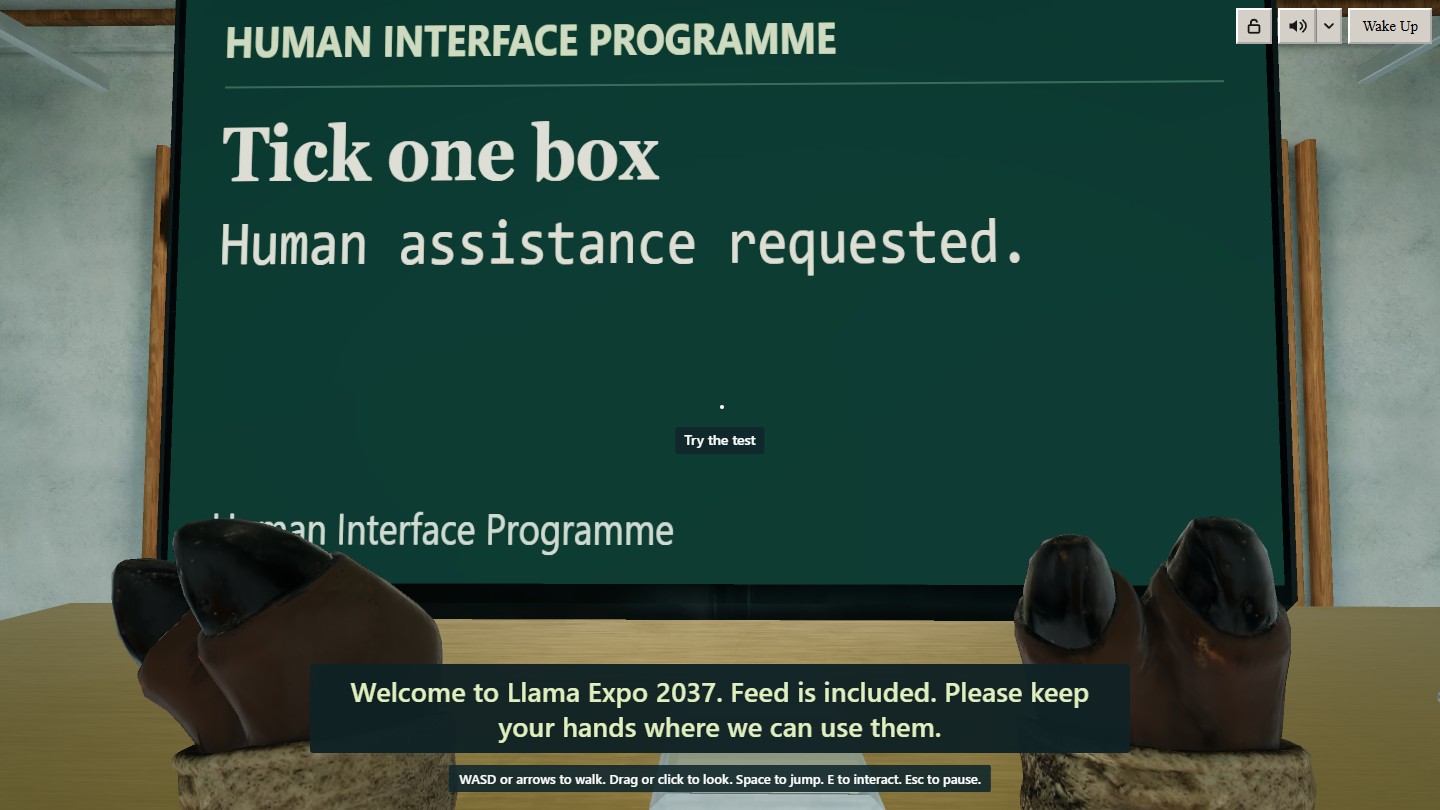 HUMAN INTERFACE PROGRAMME
Wake Up
Tick one box
Human assistance requested.
Try the test
Human Interface Programme
Welcome to Llama Expo 2037. Feed is included. Please keep
your hands where we can use them.
WASD or arrows to walk. Drag or click to look. Space to jump. E to interact. Esc to pause.